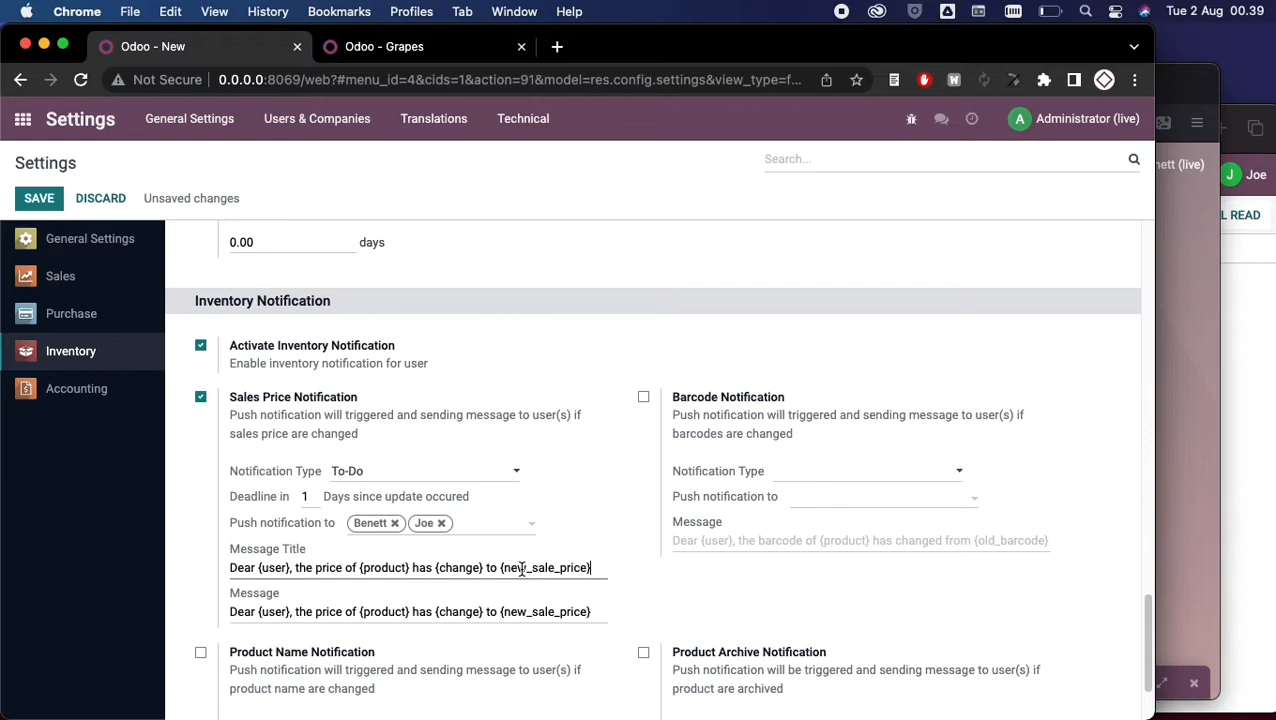 Chrome File Edit View History Bookmarks Profiles Tab Window Help Tue 2 Aug 00.39
Odoo - New
Odoo - Grapes
Not Secure 0.0.0.0:8069/web?#menu_id=4&cids=1&action=91&model=res.config.settings&view_type=f...
Settings General Settings Users & Companies Translations Technical A Administrator (live)
nett (live)
J Joe
Settings
Search...
SAVE DISCARD Unsaved changes
L READ
General Settings
Sales
Purchase
Inventory
Accounting
0.00 days
Inventory Notification
Activate Inventory Notification
Enable inventory notification for user
Sales Price Notification
Push notification will triggered and sending message to user(s) if
sales price are changed
Notification Type To-Do
Deadline in 1 Days since update occured
Push notification to Benett Joe
Message Title
Dear {user}, the price of {product} has {change} to {new_sale_price}
Message
Dear {user}, the price of {product} has {change} to {new_sale_price}
Barcode Notification
Push notification will triggered and sending message to user(s) if
barcodes are changed
Notification Type
Push notification to
Message
Dear {user}, the barcode of {product} has changed from {old_barcode}
Product Name Notification
Push notification will triggered and sending message to user(s) if
product name are changed
Product Archive Notification
Push notification will be triggered and sending message to user(s) if
product are archived